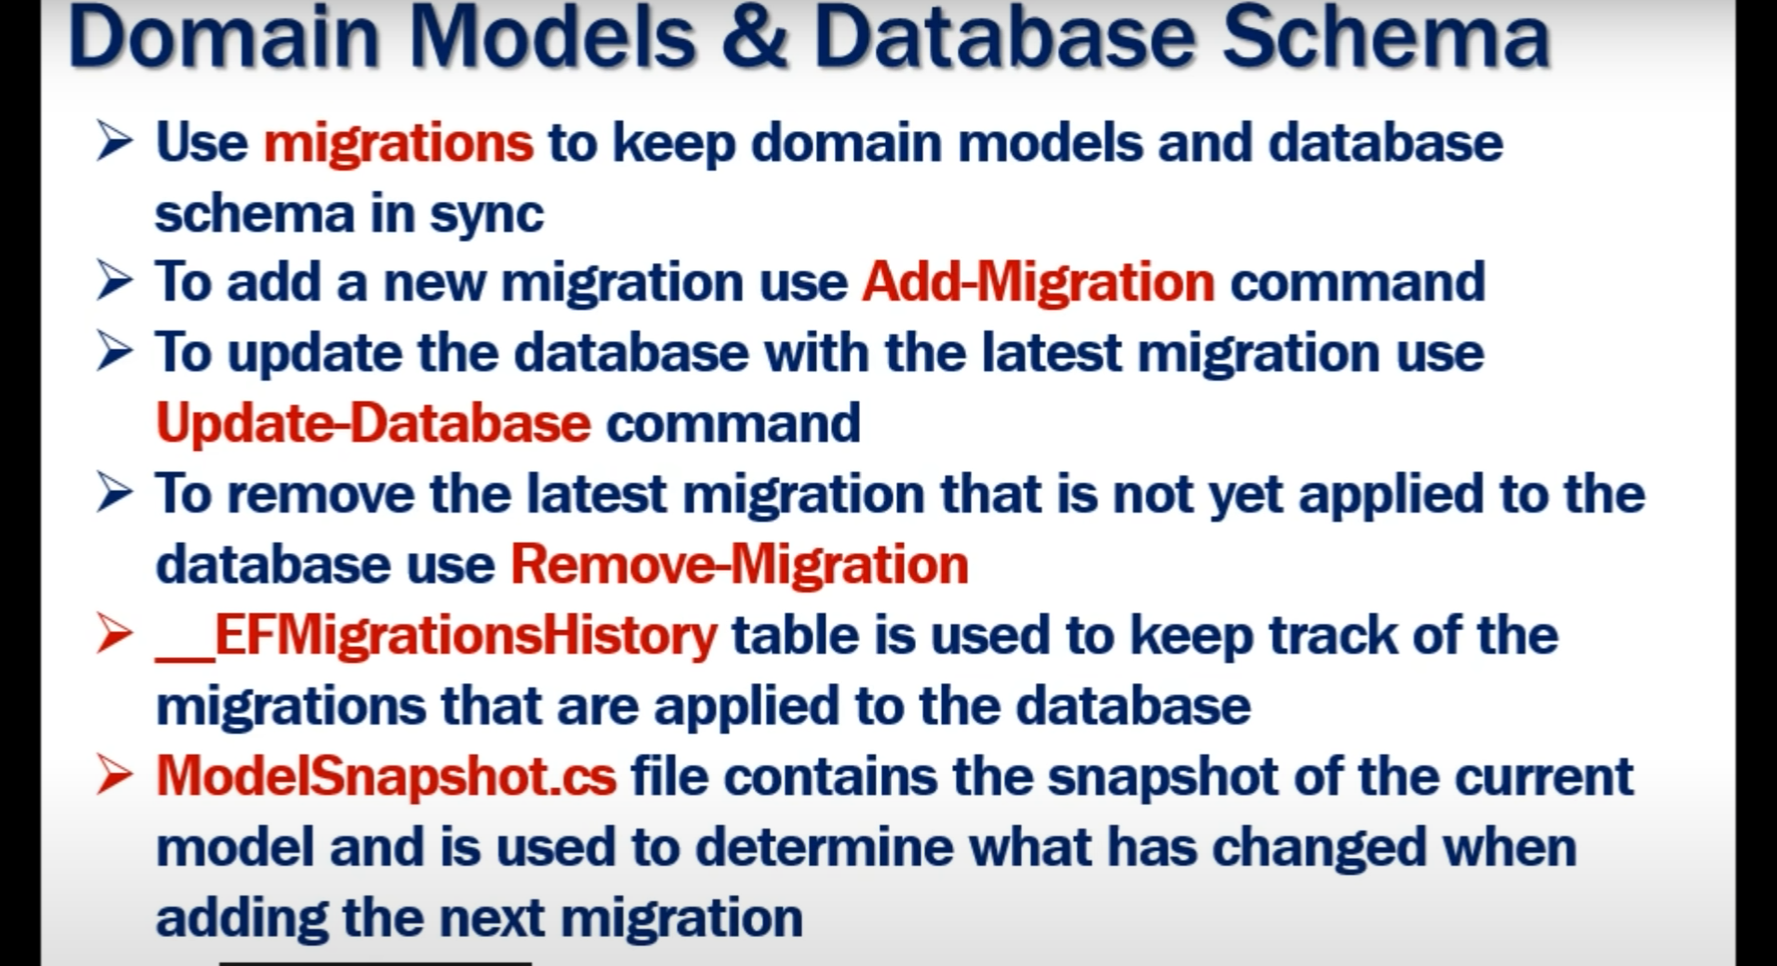 Domain Models & Database Schema
Use migrations to keep domain models and database
schema in sync
To add a new migration use Add-Migration command
To update the database with the latest migration use
Update-Database command
To remove the latest migration that is not yet applied to the
database use Remove-Migration
__EFMigrationsHistory table is used to keep track of the
migrations that are applied to the database
ModelSnapshot.cs file contains the snapshot of the current
model and is used to determine what has changed when
adding the next migration